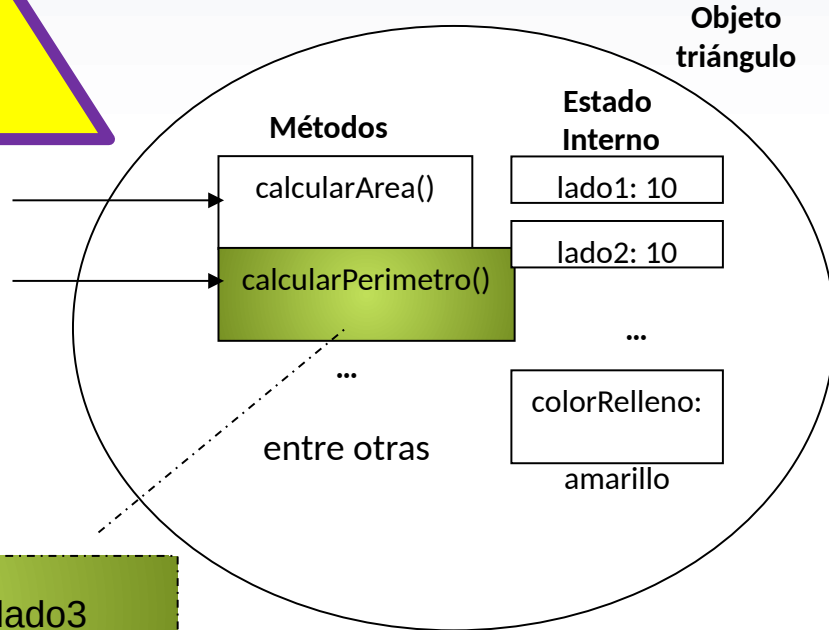 Objeto
triángulo
Métodos
Estado
Interno
calcularArea()
lado1: 10
lado2: 10
calcularPerimetro()
...
...
colorRelleno:
entre otras
amarillo
lado3